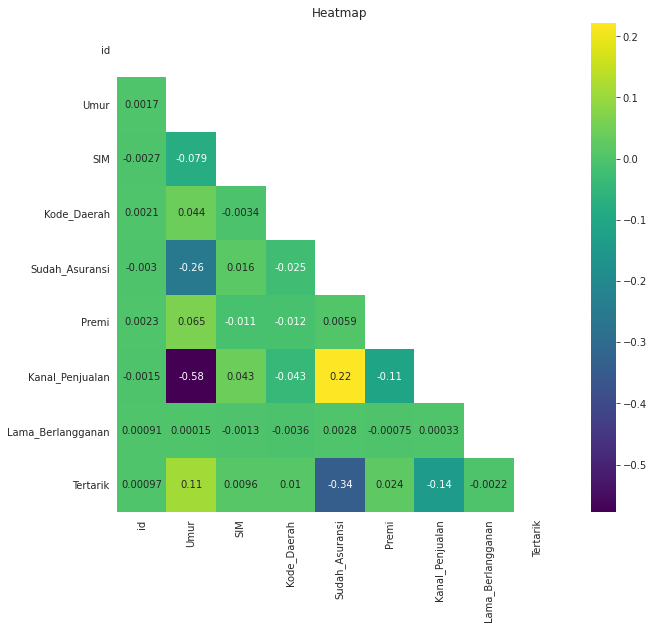 Heatmap
id
Umur 0.0017
SIM -0.0027 -0.079
Kode_Daerah 0.0021 0.044 -0.0034
Sudah_Asuransi -0.003 -0.26 0.016 -0.025
Premi 0.0023 0.065 -0.011 -0.012 0.0059
Kanal_Penjualan -0.0015 -0.58 0.043 -0.043 0.22 -0.11
Lama_Berlangganan 0.00091 0.00015 -0.0013 -0.0036 0.0028 -0.00075 0.00033
Tertarik 0.00097 0.11 0.0096 0.01 -0.34 0.024 -0.14 -0.0022
id
Umur
SIM
Kode_Daerah
Sudah_Asuransi
Premi
Kanal_Penjualan
Lama_Berlangganan
Tertarik
0.2
0.1
0.0
−0.1
−0.2
−0.3
−0.4
−0.5